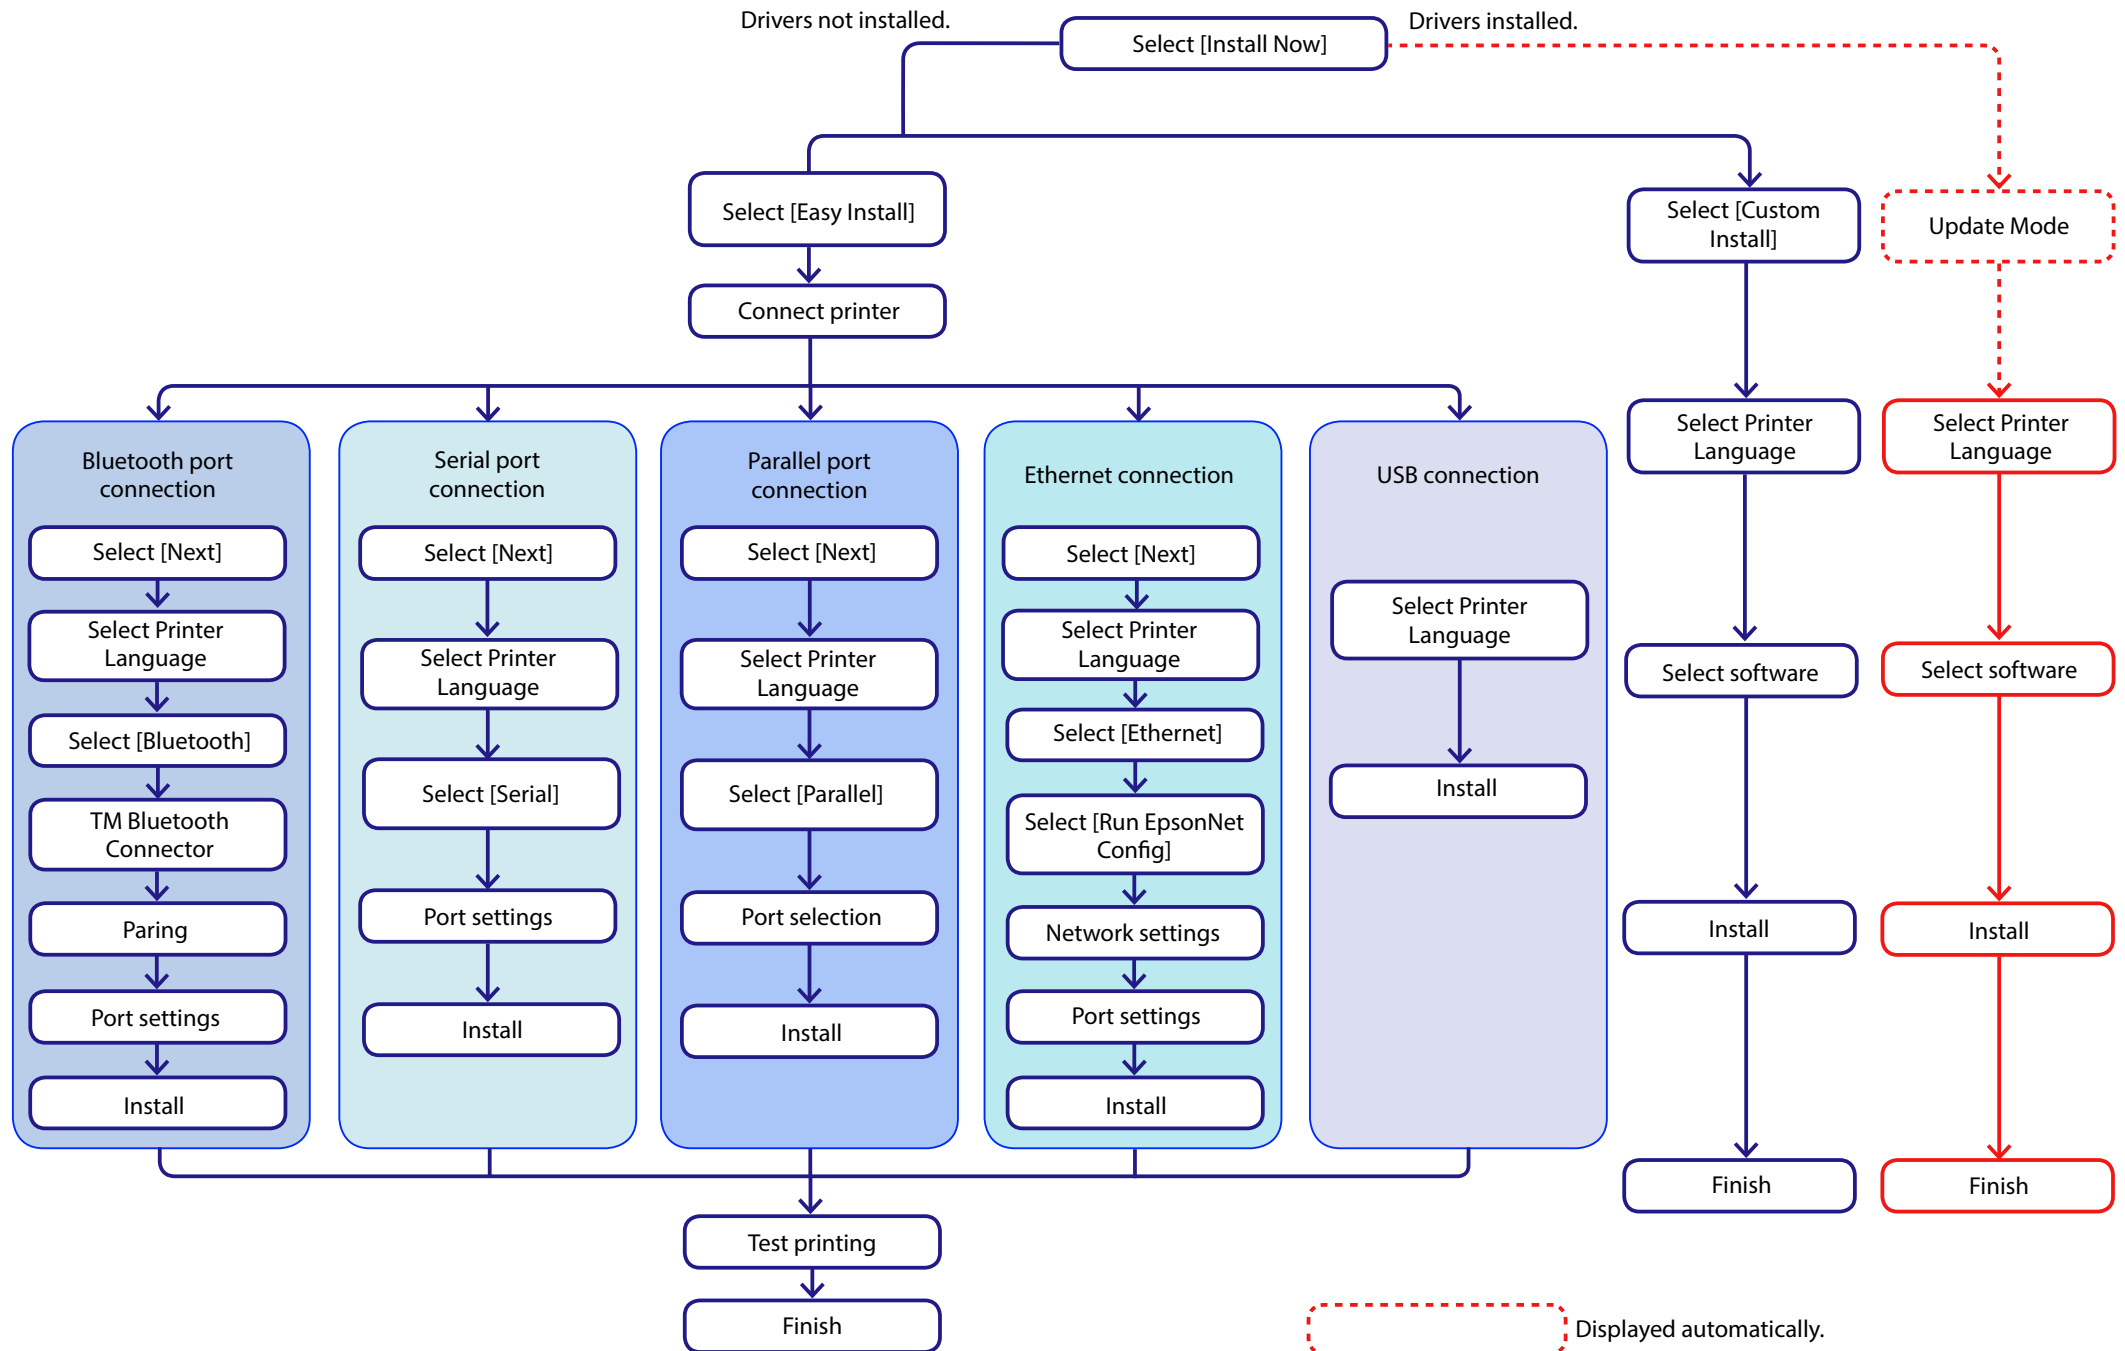 Drivers not installed.
Select [Install Now]
Drivers installed.
Select [Easy Install]
Select [Custom
Install]
Update Mode
Connect printer
Bluetooth port
connection
Select [Next]
Select Printer
Language
Select [Bluetooth]
TM Bluetooth
Connector
Paring
Port settings
Install
Serial port
connection
Select [Next]
Select Printer
Language
Select [Serial]
Port settings
Install
Parallel port
connection
Select [Next]
Select Printer
Language
Select [Parallel]
Port selection
Install
Ethernet connection
Select [Next]
Select Printer
Language
Select [Ethernet]
Select [Run EpsonNet
Config]
Network settings
Port settings
Install
USB connection
Select Printer
Language
Install
Select Printer
Language
Select software
Install
Finish
Select Printer
Language
Select software
Install
Finish
Test printing
Finish
Displayed automatically.